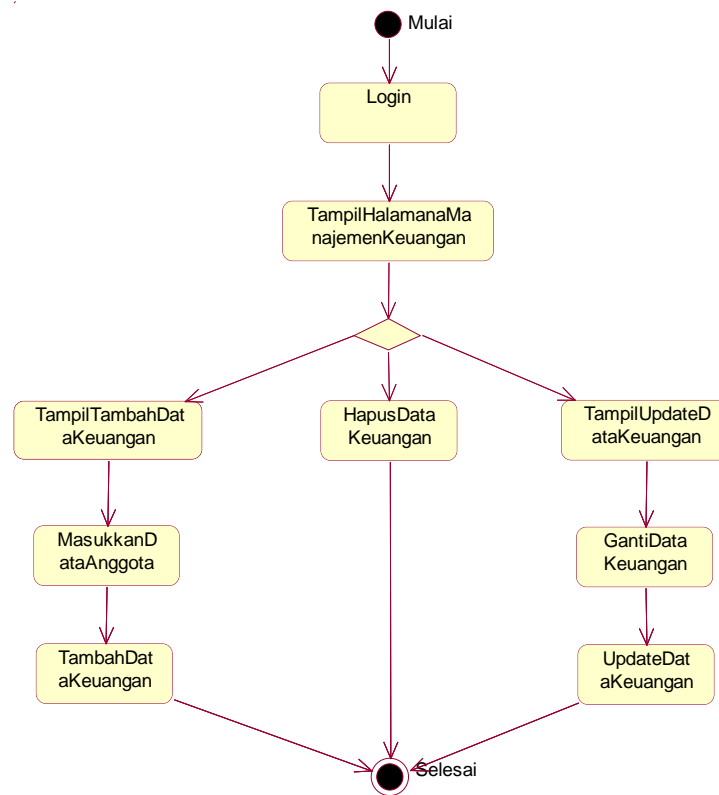 Mulai
Login
TampilHalamanaMa
najemenKeuangan
TampilTambahDat
aKeuangan
HapusData
Keuangan
TampilUpdateD
ataKeuangan
MasukkanD
ataAnggota
GantiData
Keuangan
TambahDat
aKeuangan
UpdateDat
aKeuangan
Selesai